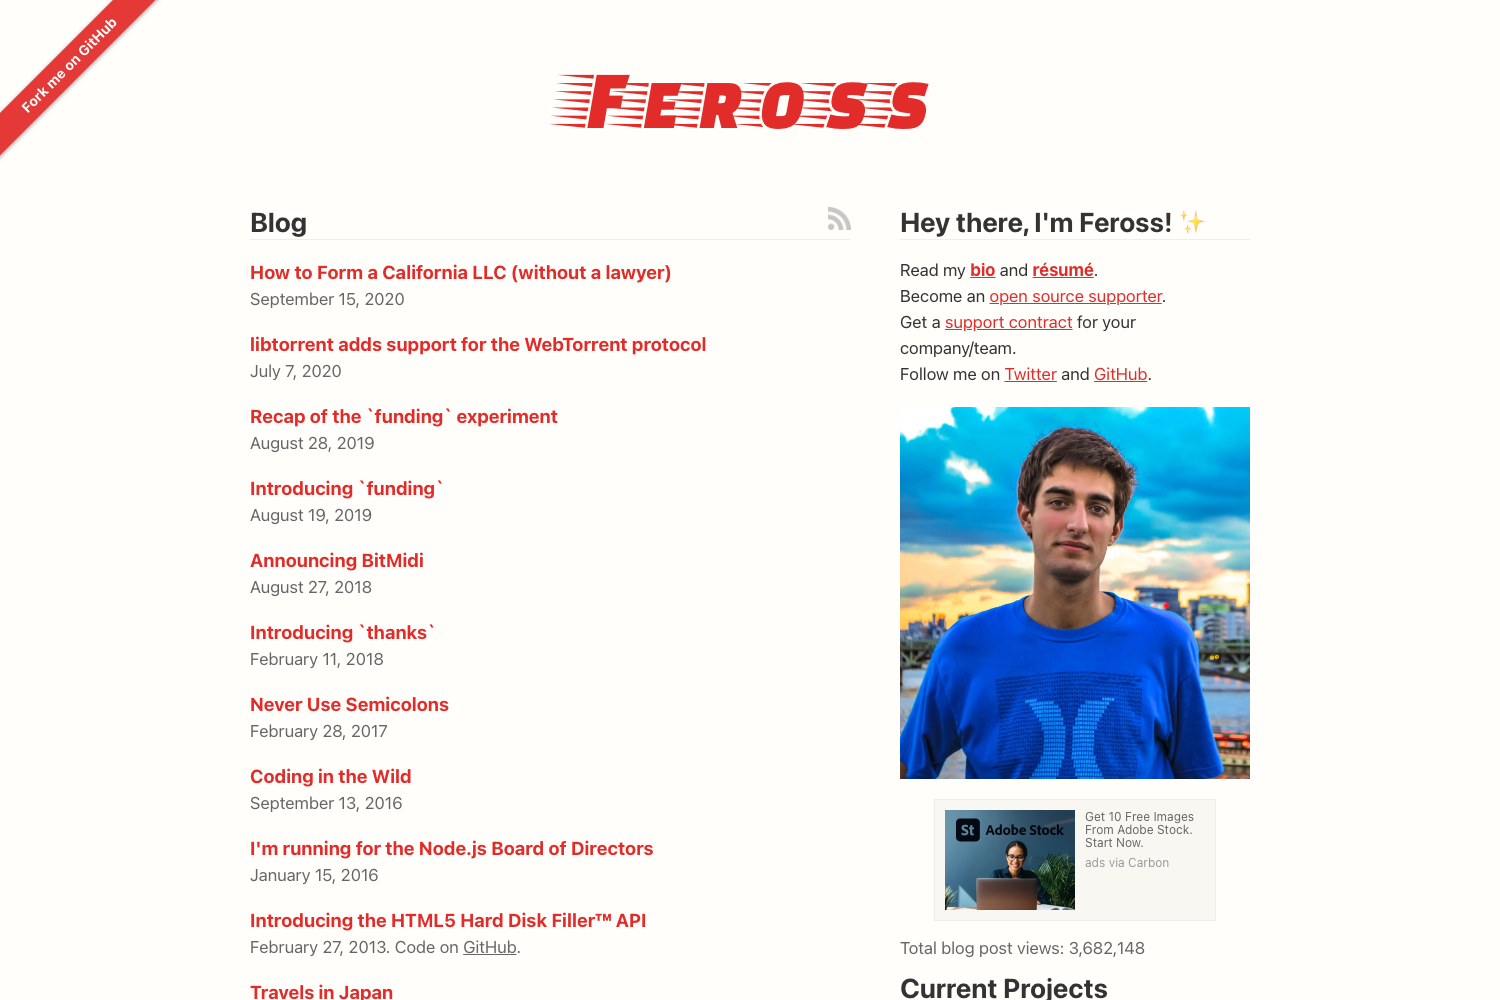 Fork me on GitHub
Feross
Blog
How to Form a California LLC (without a lawyer)
September 15, 2020
libtorrent adds support for the WebTorrent protocol
July 7, 2020
Recap of the `funding` experiment
August 28, 2019
Introducing `funding`
August 19, 2019
Announcing BitMidi
August 27, 2018
Introducing `thanks`
February 11, 2018
Never Use Semicolons
February 28, 2017
Coding in the Wild
September 13, 2016
I'm running for the Node.js Board of Directors
January 15, 2016
Introducing the HTML5 Hard Disk Filler™ API
February 27, 2013. Code on GitHub.
Travels in Japan
Hey there, I'm Feross! ✨
Read my bio and résumé.
Become an open source supporter.
Get a support contract for your
company/team.
Follow me on Twitter and GitHub.
St Adobe Stock
Get 10 Free Images
From Adobe Stock.
Start Now.
ads via Carbon
Total blog post views: 3,682,148
Current Projects